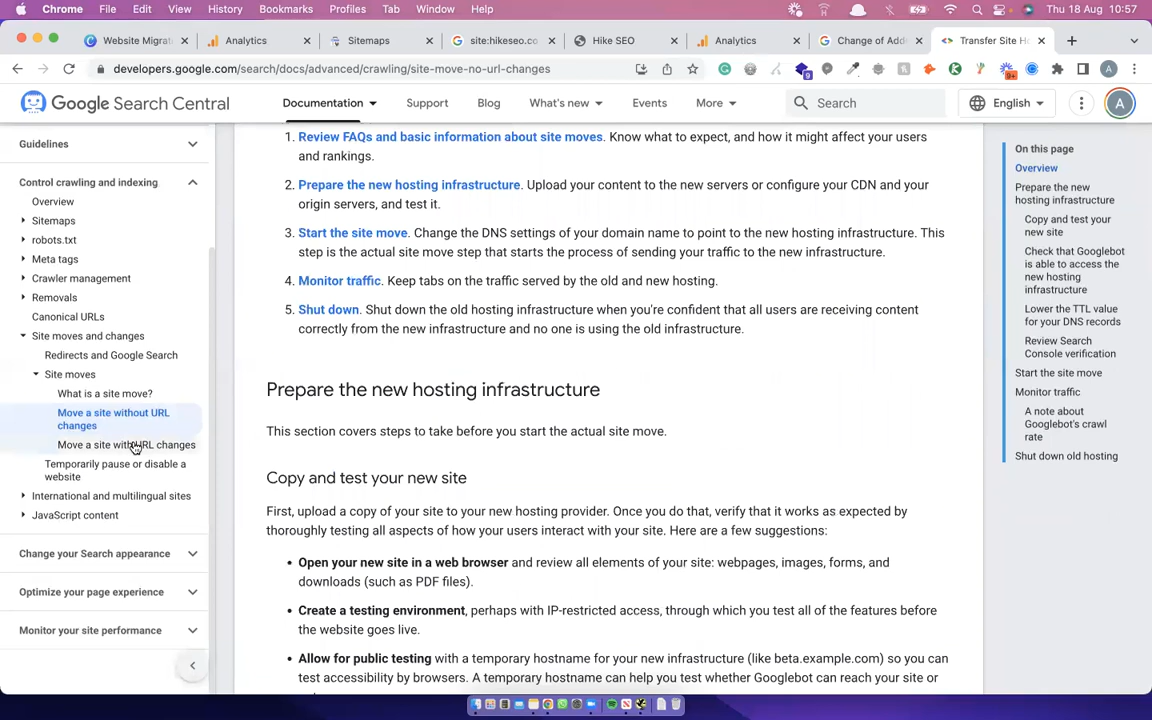 Chrome File Edit View History Bookmarks Profiles Tab Window Help Thu 18 Aug 10:57
Website Migrat Analytics Sitemaps site:hikeseo.co Hike SEO Analytics Change of Add Transfer Site H
developers.google.com/search/docs/advanced/crawling/site-move-no-url-changes 9 9+ A
Google Search Central Documentation Support Blog What's new Events More Search English A
Guidelines
Control crawling and indexing
Overview
Sitemaps
robots.txt
Meta tags
Crawler management
Removals
Canonical URLs
Site moves and changes
Redirects and Google Search
Site moves
What is a site move?
Move a site without URL
changes
Move a site with URL changes
Temporarily pause or disable a
website
International and multilingual sites
JavaScript content
Change your Search appearance
Optimize your page experience
Monitor your site performance
1. Review FAQs and basic information about site moves. Know what to expect, and how it might affect your users
and rankings.
2. Prepare the new hosting infrastructure. Upload your content to the new servers or configure your CDN and your
origin servers, and test it.
3. Start the site move. Change the DNS settings of your domain name to point to the new hosting infrastructure. This
step is the actual site move step that starts the process of sending your traffic to the new infrastructure.
4. Monitor traffic. Keep tabs on the traffic served by the old and new hosting.
5. Shut down. Shut down the old hosting infrastructure when you're confident that all users are receiving content
correctly from the new infrastructure and no one is using the old infrastructure.
Prepare the new hosting infrastructure
This section covers steps to take before you start the actual site move.
Copy and test your new site
First, upload a copy of your site to your new hosting provider. Once you do that, verify that it works as expected by
thoroughly testing all aspects of how your users interact with your site. Here are a few suggestions:
• Open your new site in a web browser and review all elements of your site: webpages, images, forms, and
downloads (such as PDF files).
• Create a testing environment, perhaps with IP-restricted access, through which you test all of the features before
the website goes live.
• Allow for public testing with a temporary hostname for your new infrastructure (like beta.example.com) so you can
test accessibility by browsers. A temporary hostname can help you test whether Googlebot can reach your site or
On this page
Overview
Prepare the new
hosting infrastructure
Copy and test your
new site
Check that Googlebot
is able to access the
new hosting
infrastructure
Lower the TTL value
for your DNS records
Review Search
Console verification
Start the site move
Monitor traffic
A note about
Googlebot's crawl
rate
Shut down old hosting